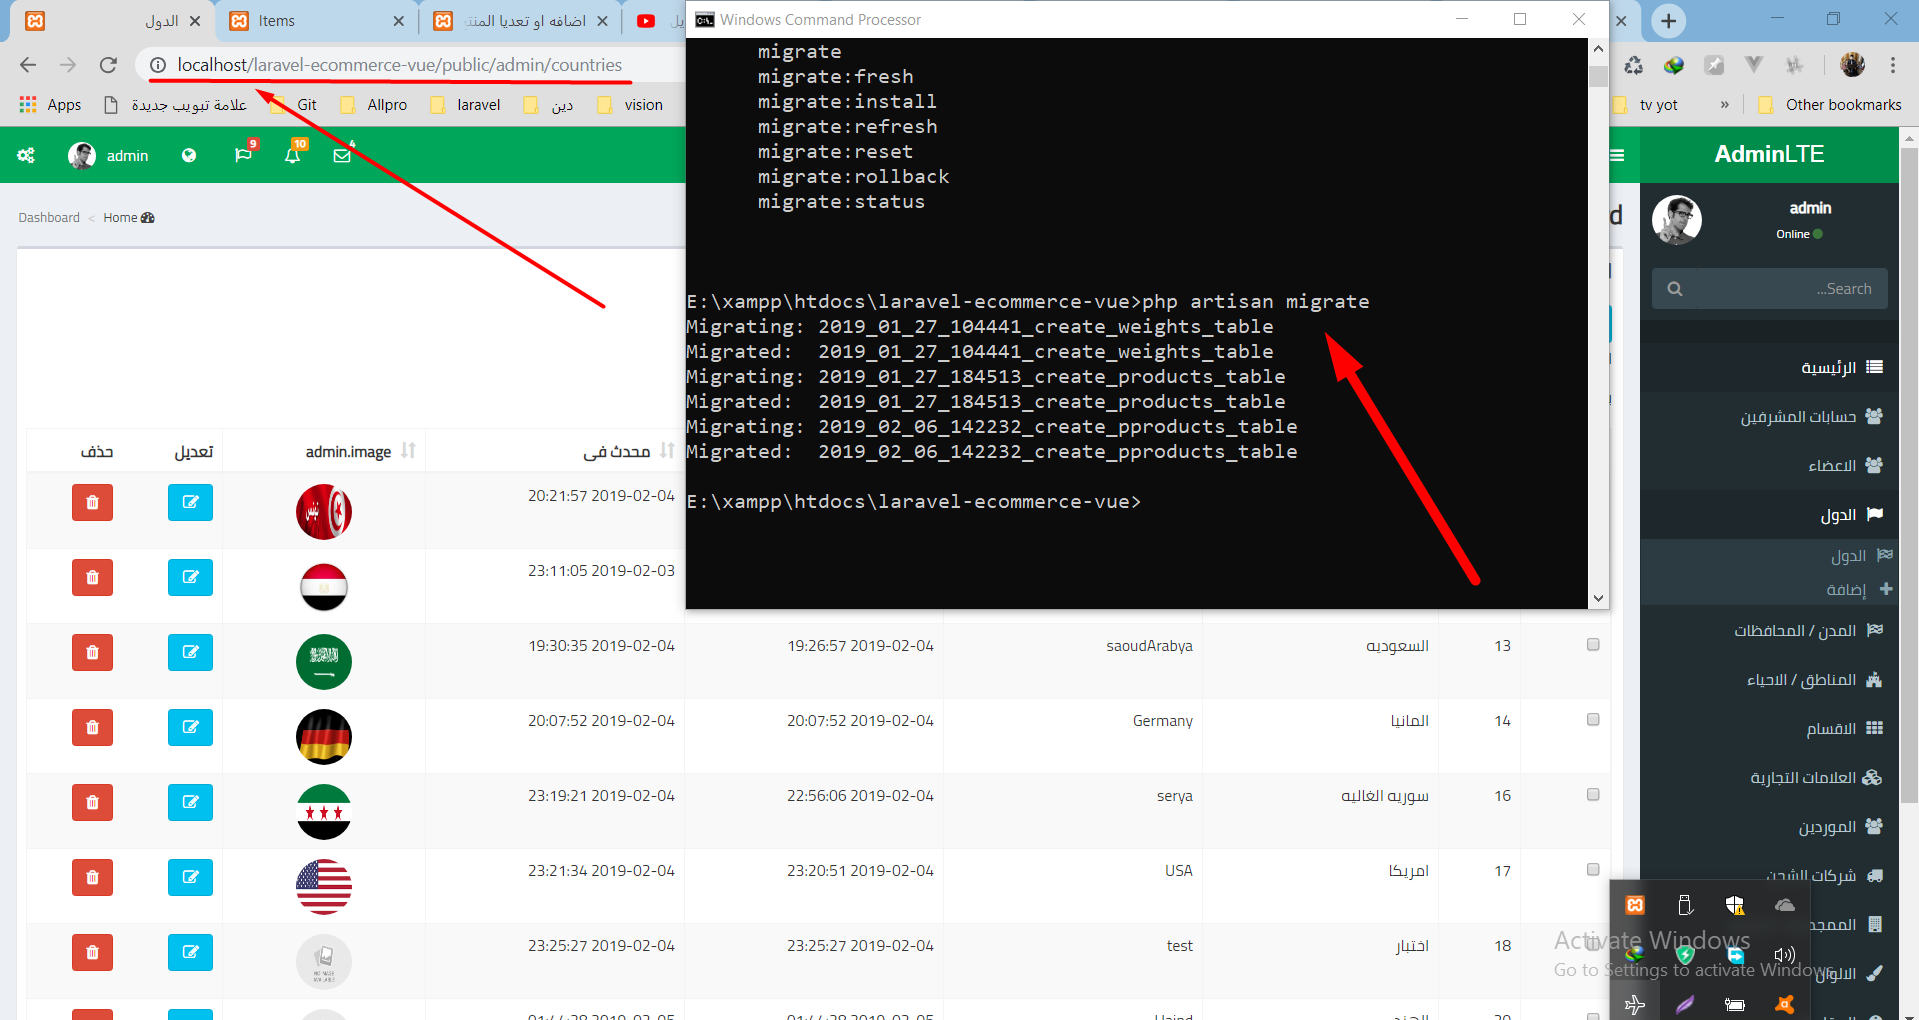 الدول
Items
اضافه او تعديا المنتج
Windows Command Processor
localhost/laravel-ecommerce-vue/public/admin/countries
Apps
علامة تبويب جديدة
Git
Allpro
laravel
دين
vision
tv yot
»
Other bookmarks
admin
9
10
4
AdminLTE
Dashboard < Home
admin
Online
Search...
migrate
migrate:fresh
migrate:install
migrate:refresh
migrate:reset
migrate:rollback
migrate:status
E:\xampp\htdocs\laravel-ecommerce-vue>php artisan migrate
Migrating: 2019_01_27_104441_create_weights_table
Migrated:  2019_01_27_104441_create_weights_table
Migrating: 2019_01_27_184513_create_products_table
Migrated:  2019_01_27_184513_create_products_table
Migrating: 2019_02_06_142232_create_pproducts_table
Migrated:  2019_02_06_142232_create_pproducts_table
E:\xampp\htdocs\laravel-ecommerce-vue>
حذف
تعديل
admin.image
محدث فى
20:21:57 2019-02-04
23:11:05 2019-02-03
19:30:35 2019-02-04 19:26:57 2019-02-04 saoudArabya السعوديه 13
20:07:52 2019-02-04 20:07:52 2019-02-04 Germany المانيا 14
23:19:21 2019-02-04 22:56:06 2019-02-04 serya سوريه الغاليه 16
23:21:34 2019-02-04 23:20:51 2019-02-04 USA امريكا 17
23:25:27 2019-02-04 23:25:27 2019-02-04 test اختبار 18
الرئيسية
حسابات المشرفين
الاعضاء
الدول
الدول
إضافة
المدن / المحافظات
المناطق / الاحياء
الاقسام
العلامات التجارية
الموردين
شركات الشحن
الالوان
Activate Windows
Go to Settings to activate Windows.